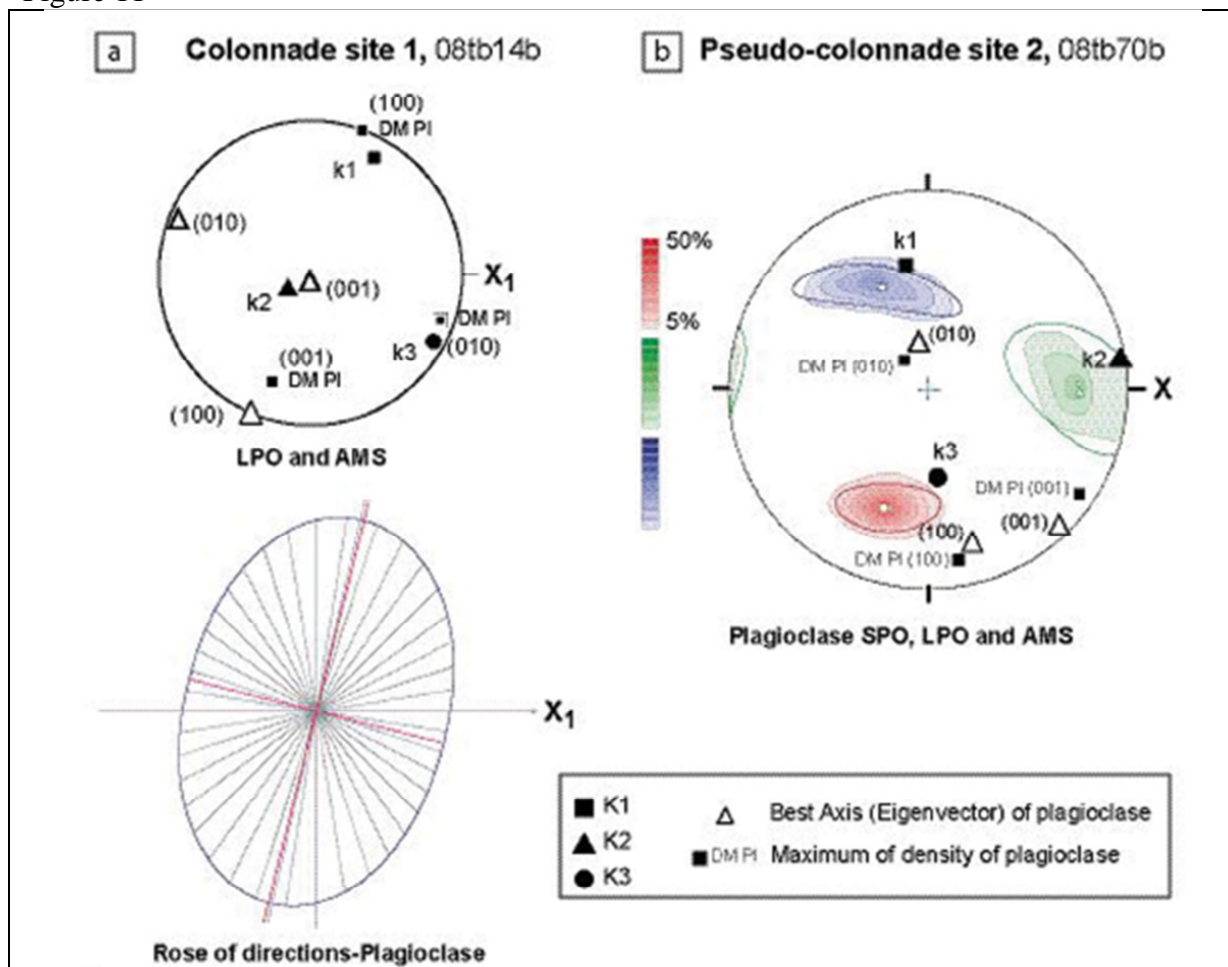 a Colonnade site 1, 08tb14b
(100)
DM Pl
k1
(010)
X1
k2
(001)
DM Pl
k3
(010)
(001)
DM Pl
(100)
LPO and AMS
X1
Rose of directions-Plagioclase
b Pseudo-colonnade site 2, 08tb70b
50%
5%
k1
(010)
DM Pl (010)
k2
X
k3
DM Pl (001)
(001)
(100)
DM Pl (100)
Plagioclase SPO, LPO and AMS
K1
K2
K3
Best Axis (Eigenvector) of plagioclase
DM Pl Maximum of density of plagioclase